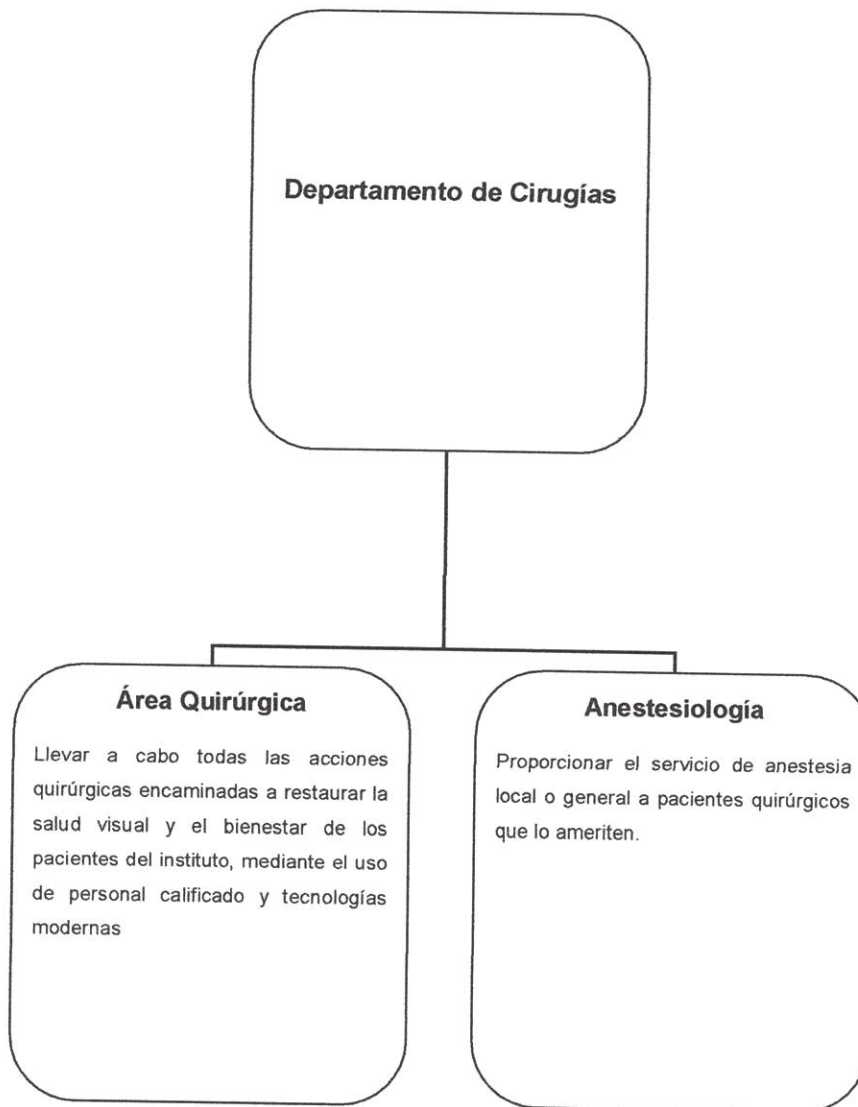 Departamento de Cirugías
Área Quirúrgica
Llevar a cabo todas las acciones
quirúrgicas encaminadas a restaurar la
salud visual y el bienestar de los
pacientes del instituto, mediante el uso
de personal calificado y tecnologías
modernas
Anestesiología
Proporcionar el servicio de anestesia
local o general a pacientes quirúrgicos
que lo ameriten.